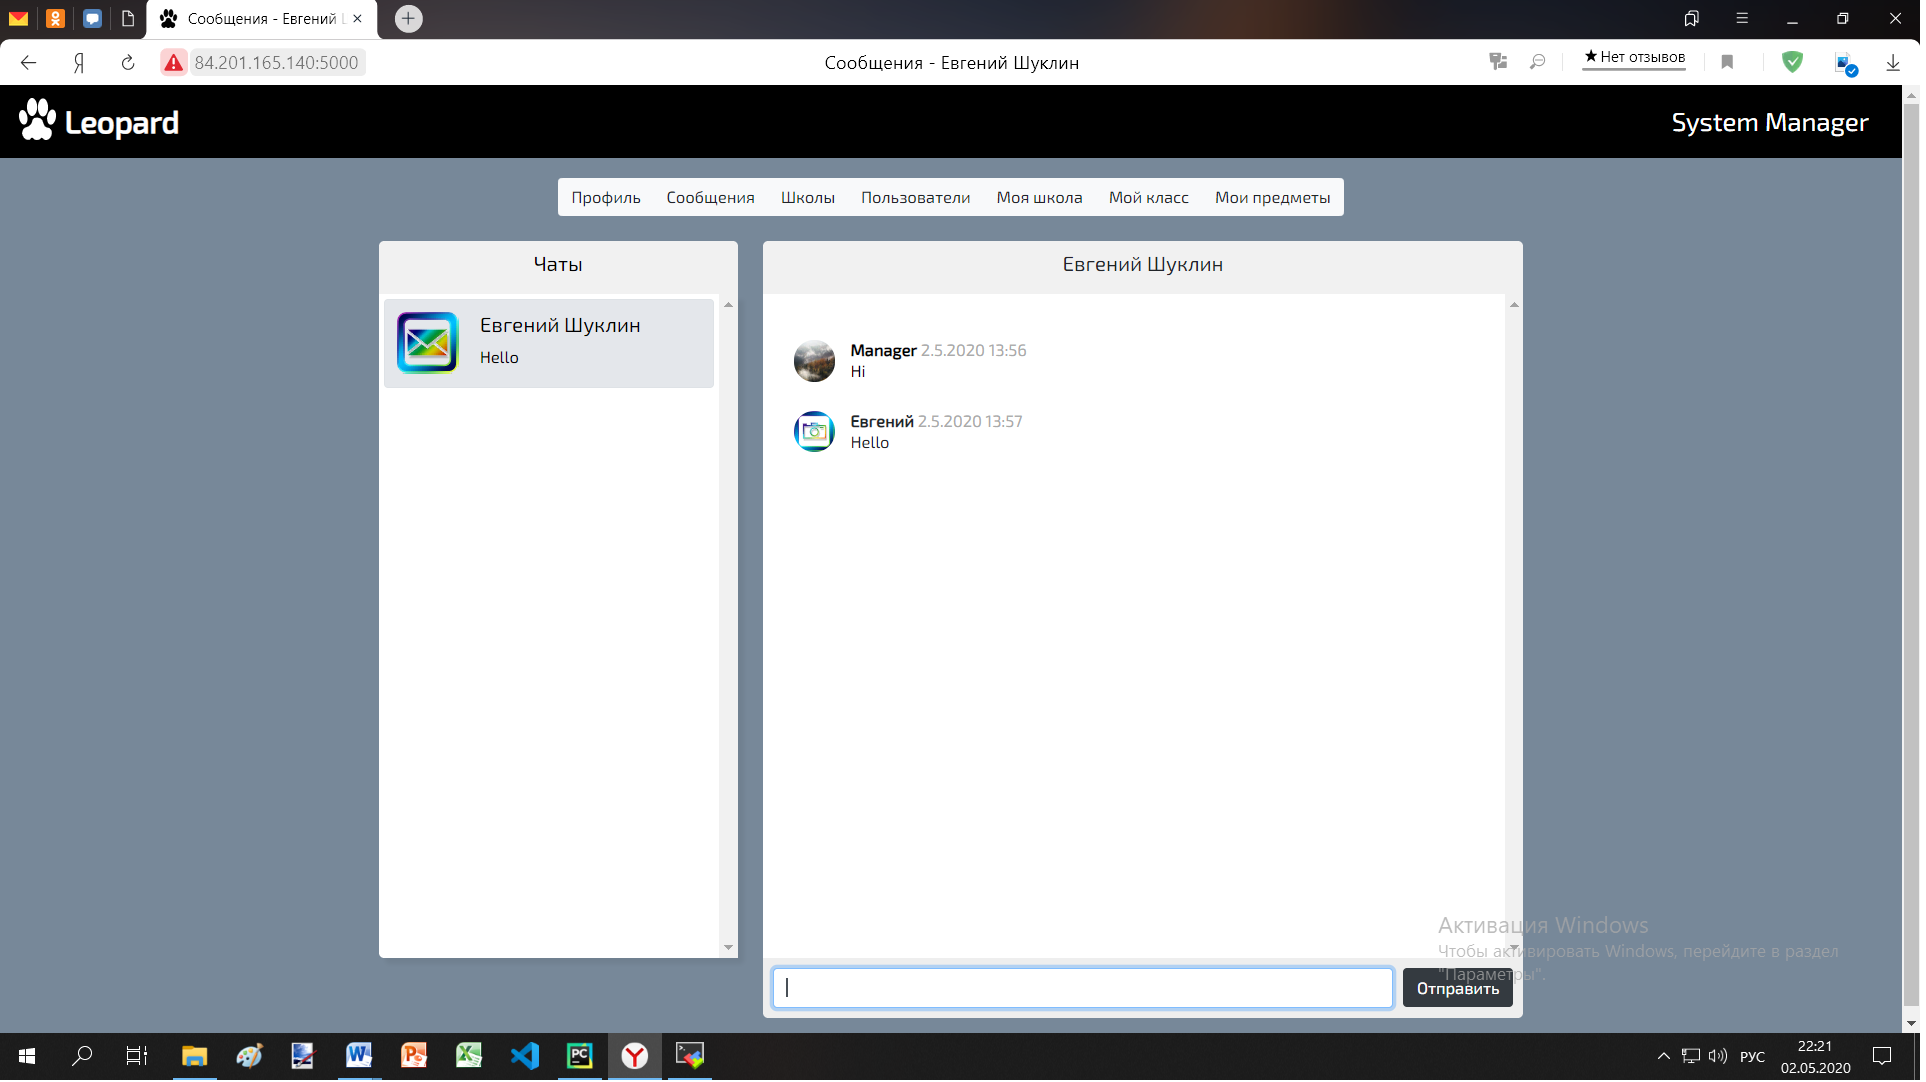 Сообщения - Евгений
84.201.165.140:5000
Сообщения - Евгений Шуклин
★ Нет отзывов
Leopard
System Manager
Профиль Сообщения Школы Пользователи Моя школа Мой класс Мои предметы
Чаты
Евгений Шуклин
Hello
Евгений Шуклин
Manager 2.5.2020 13:56
Hi
Евгений 2.5.2020 13:57
Hello
Отправить
Активация Windows
Чтобы активировать Windows, перейдите в раздел
"Параметры".
РУС
22:21
02.05.2020